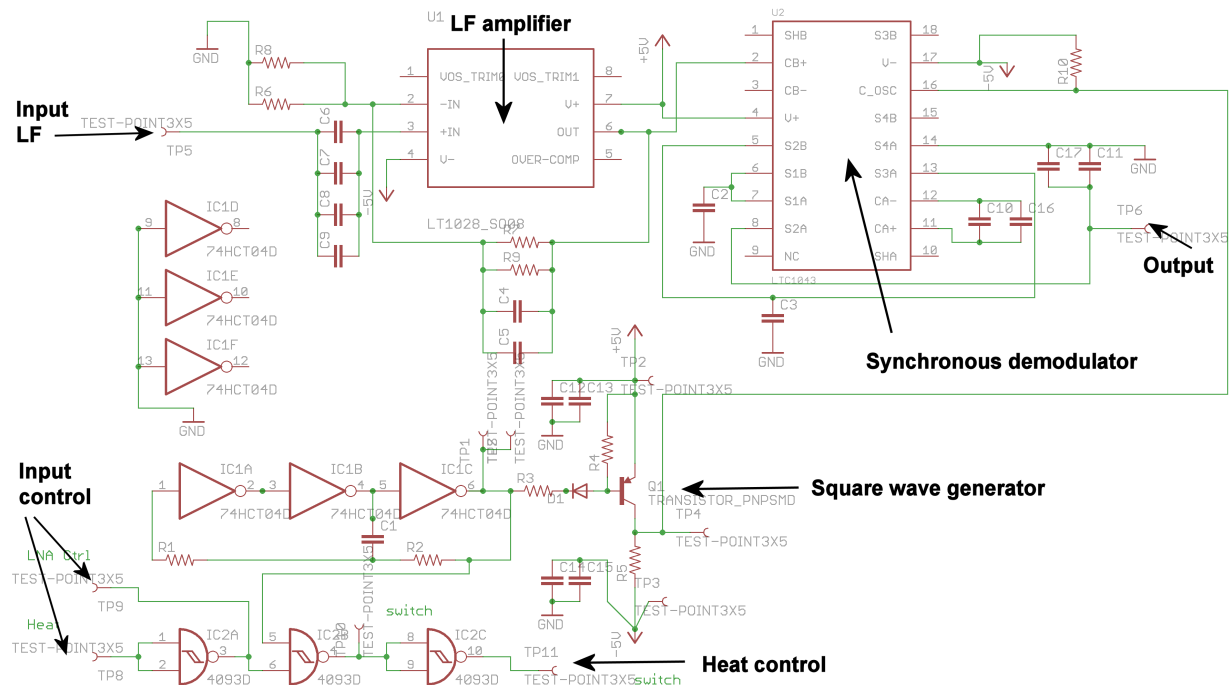 U1
LF amplifier
U2
GND
R8
+5V
1 VOS_TRIM0 VOS_TRIM1 8
2 -IN V+ 7
3 +IN OUT 6
4 V- OVER-COMP 5
1 SHB S3B 18
2 CB+ V- 17
3 CB- C_OSC 16
4 V+ S4B 15
5 S2B S4A 14
6 S1B S3A 13
7 S1A CA- 12
8 S2A CA+ 11
9 NC SHA 10
-5V
R10
R6
Input
LF
TEST-POINT3X5
TP5
C6
C7
C8
C9
-5V
C17 C11
GND
C2
GND
C10 C16
TP6
TEST-POINT3X5
Output
IC1D
9 8
74HCT04D
LT1028_SO08
R7
R9
C4
C5
LTC1043
IC1E
11 10
74HCT04D
C3
GND
IC1F
13 12
74HCT04D
GND
Synchronous demodulator
+5V
TP2
TEST-POINT3X5
TEST-POINT3X5
TEST-POINT3X5
TP1
C12 C13
GND
R4
Input
control
IC1A
1 2
74HCT04D
IC1B
3 4
74HCT04D
IC1C
5 6
74HCT04D
R3
D1
Q1
TRANSISTOR_PNPSMD
Square wave generator
TP4
TEST-POINT3X5
C1
R1
R2
TEST-POINT3X5
TP10
LNA Ctrl
TEST-POINT3X5
TP9
C14 C15
GND
R5
TP3
TEST-POINT3X5
-5V
Heat
TEST-POINT3X5
TP8
IC2A
1 2 3
4093D
IC2B
5 6 4
4093D
switch
IC2C
8 9 10
4093D
TP11
TEST-POINT3X5
switch
Heat control